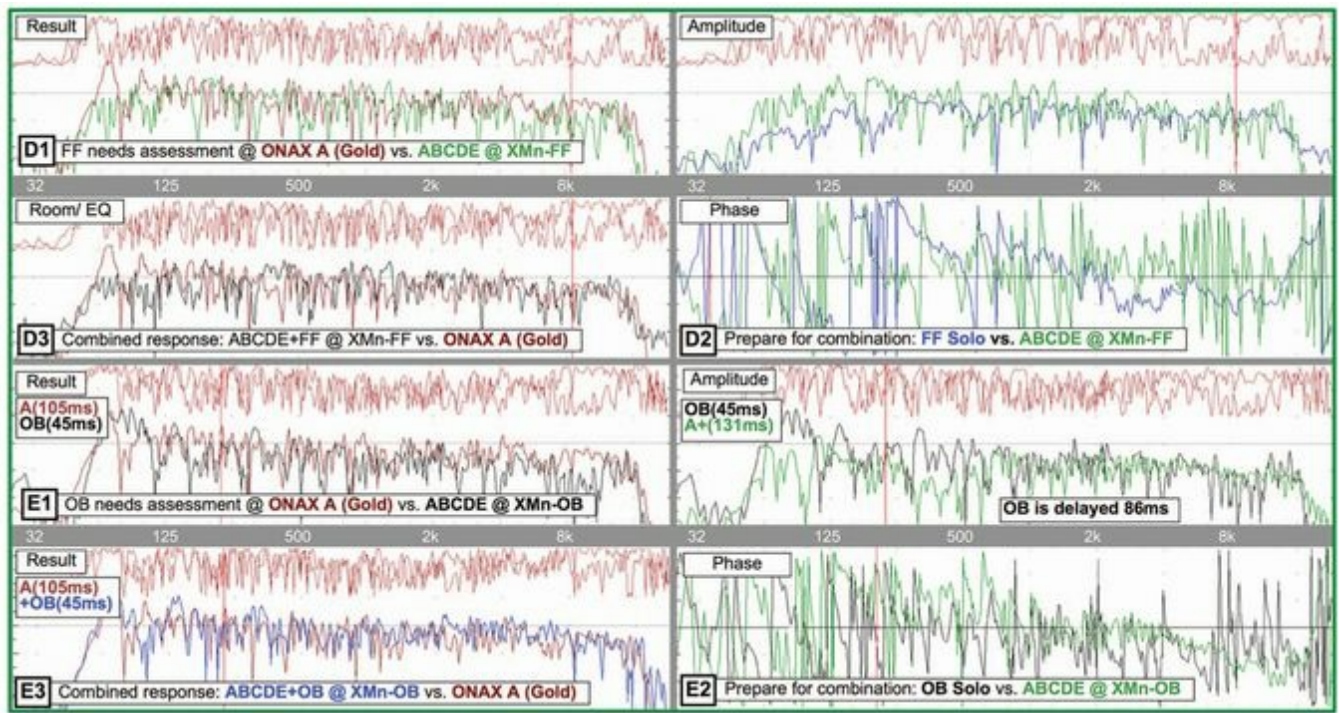 Result
Amplitude
D1 FF needs assessment @ ONAX A (Gold) vs. ABCDE @ XMn-FF
32 125 500 2k 8k
32 125 500 2k 8k
Room/ EQ
Phase
D3 Combined response: ABCDE+FF @ XMn-FF vs. ONAX A (Gold)
D2 Prepare for combination: FF Solo vs. ABCDE @ XMn-FF
Result
A(105ms)
OB(45ms)
Amplitude
OB(45ms)
A+(131ms)
E1 OB needs assessment @ ONAX A (Gold) vs. ABCDE @ XMn-OB
OB is delayed 86ms
32 125 500 2k 8k
32 125 500 2k 8k
Result
A(105ms)
+OB(45ms)
Phase
E3 Combined response: ABCDE+OB @ XMn-OB vs. ONAX A (Gold)
E2 Prepare for combination: OB Solo vs. ABCDE @ XMn-OB